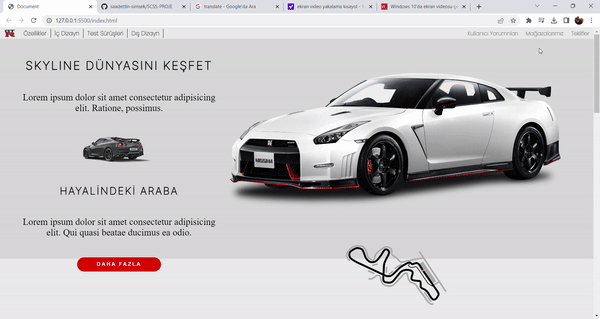 Document
sawdettin-simsek/SCSS-PROJE
translate - Google'da Ara
ekran video yakalama kısayol - Y
Windows 10'da ekran videosu ç
127.0.0.1:5500/index.html
Özellikler | İç Dizayn | Test Sürüşleri | Dış Dizayn
Kullanıcı Yorumları Mağazalarımız Teklifler
SKYLINE DÜNYASINI KEŞFET
Lorem ipsum dolor sit amet consectetur adipisicing
elit. Ratione, possimus.
HAYALİNDEKİ ARABA
Lorem ipsum dolor sit amet consectetur adipisicing
elit. Qui quasi beatae ducimus ea odio.
DAHA FAZLA